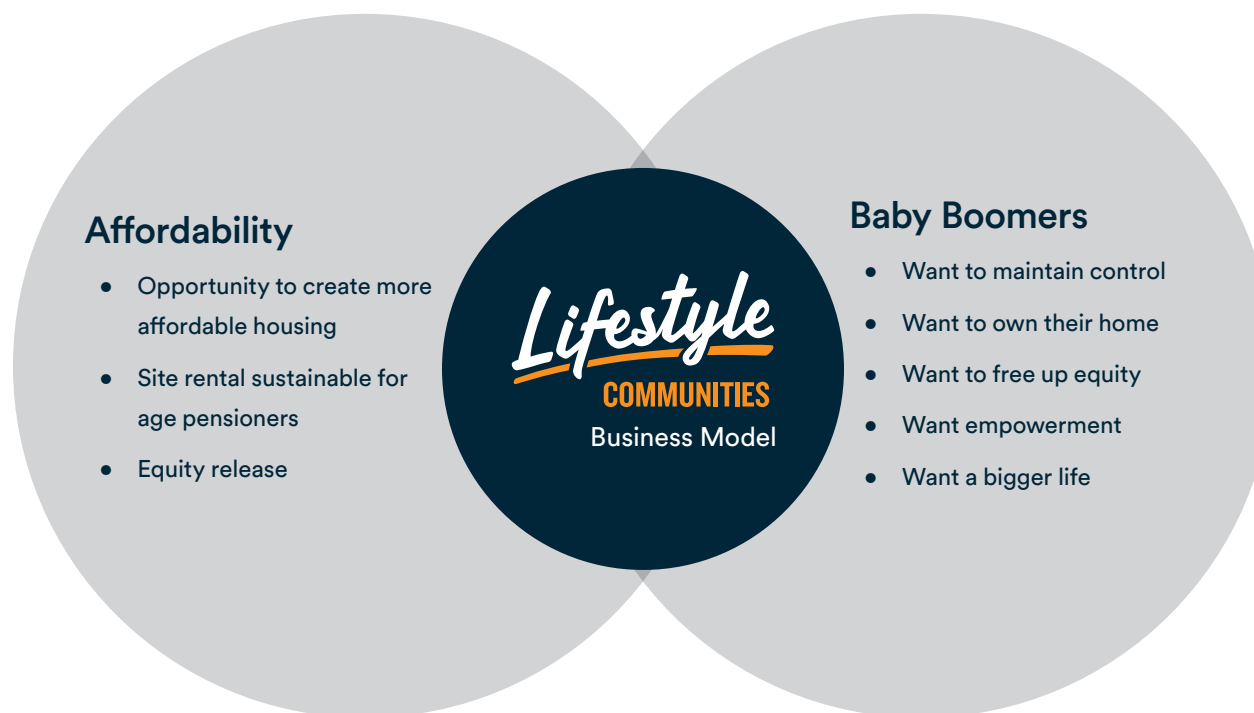 Affordability
● Opportunity to create more
affordable housing
● Site rental sustainable for
age pensioners
● Equity release
Lifestyle
COMMUNITIES
Business Model
Baby Boomers
● Want to maintain control
● Want to own their home
● Want to free up equity
● Want empowerment
● Want a bigger life